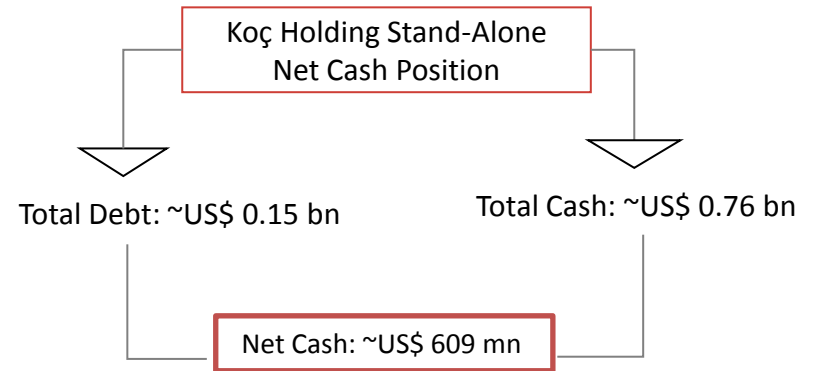 Koç Holding Stand-Alone
Net Cash Position
Total Debt: ~US$ 0.15 bn
Total Cash: ~US$ 0.76 bn
Net Cash: ~US$ 609 mn